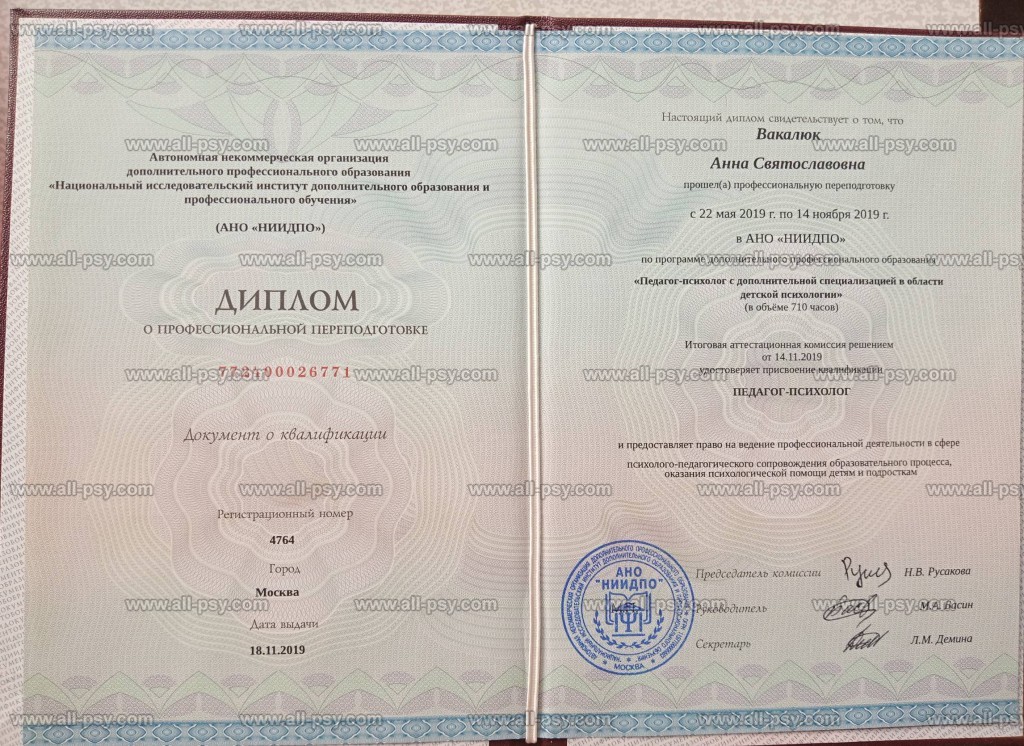 Автономная некоммерческая организация
дополнительного профессионального образования
«Национальный исследовательский институт дополнительного образования и
профессионального обучения»
(АНО «НИИДПО»)
ДИПЛОМ
О ПРОФЕССИОНАЛЬНОЙ ПЕРЕПОДГОТОВКЕ
772400026771
Документ о квалификации
Регистрационный номер
4764
Город
Москва
Дата выдачи
18.11.2019
Настоящий диплом свидетельствует о том, что
Вакалюк
Анна Святославовна
прошел(а) профессиональную переподготовку
с 22 мая 2019 г. по 14 ноября 2019 г.
в АНО «НИИДПО»
по программе дополнительного профессионального образования
«Педагог-психолог с дополнительной специализацией в области
детской психологии»
(в объёме 710 часов)
Итоговая аттестационная комиссия решением
от 14.11.2019
удостоверяет присвоение квалификации
ПЕДАГОГ-ПСИХОЛОГ
и предоставляет право на ведение профессиональной деятельности в сфере
психолого-педагогического сопровождения образовательного процесса,
оказания психологической помощи детям и подросткам
Председатель комиссии Н.В. Русакова
Руководитель М.А. Васин
Секретарь Л.М. Демина
АНО
"НИИДПО"
МОСКВА
www.all-psy.com